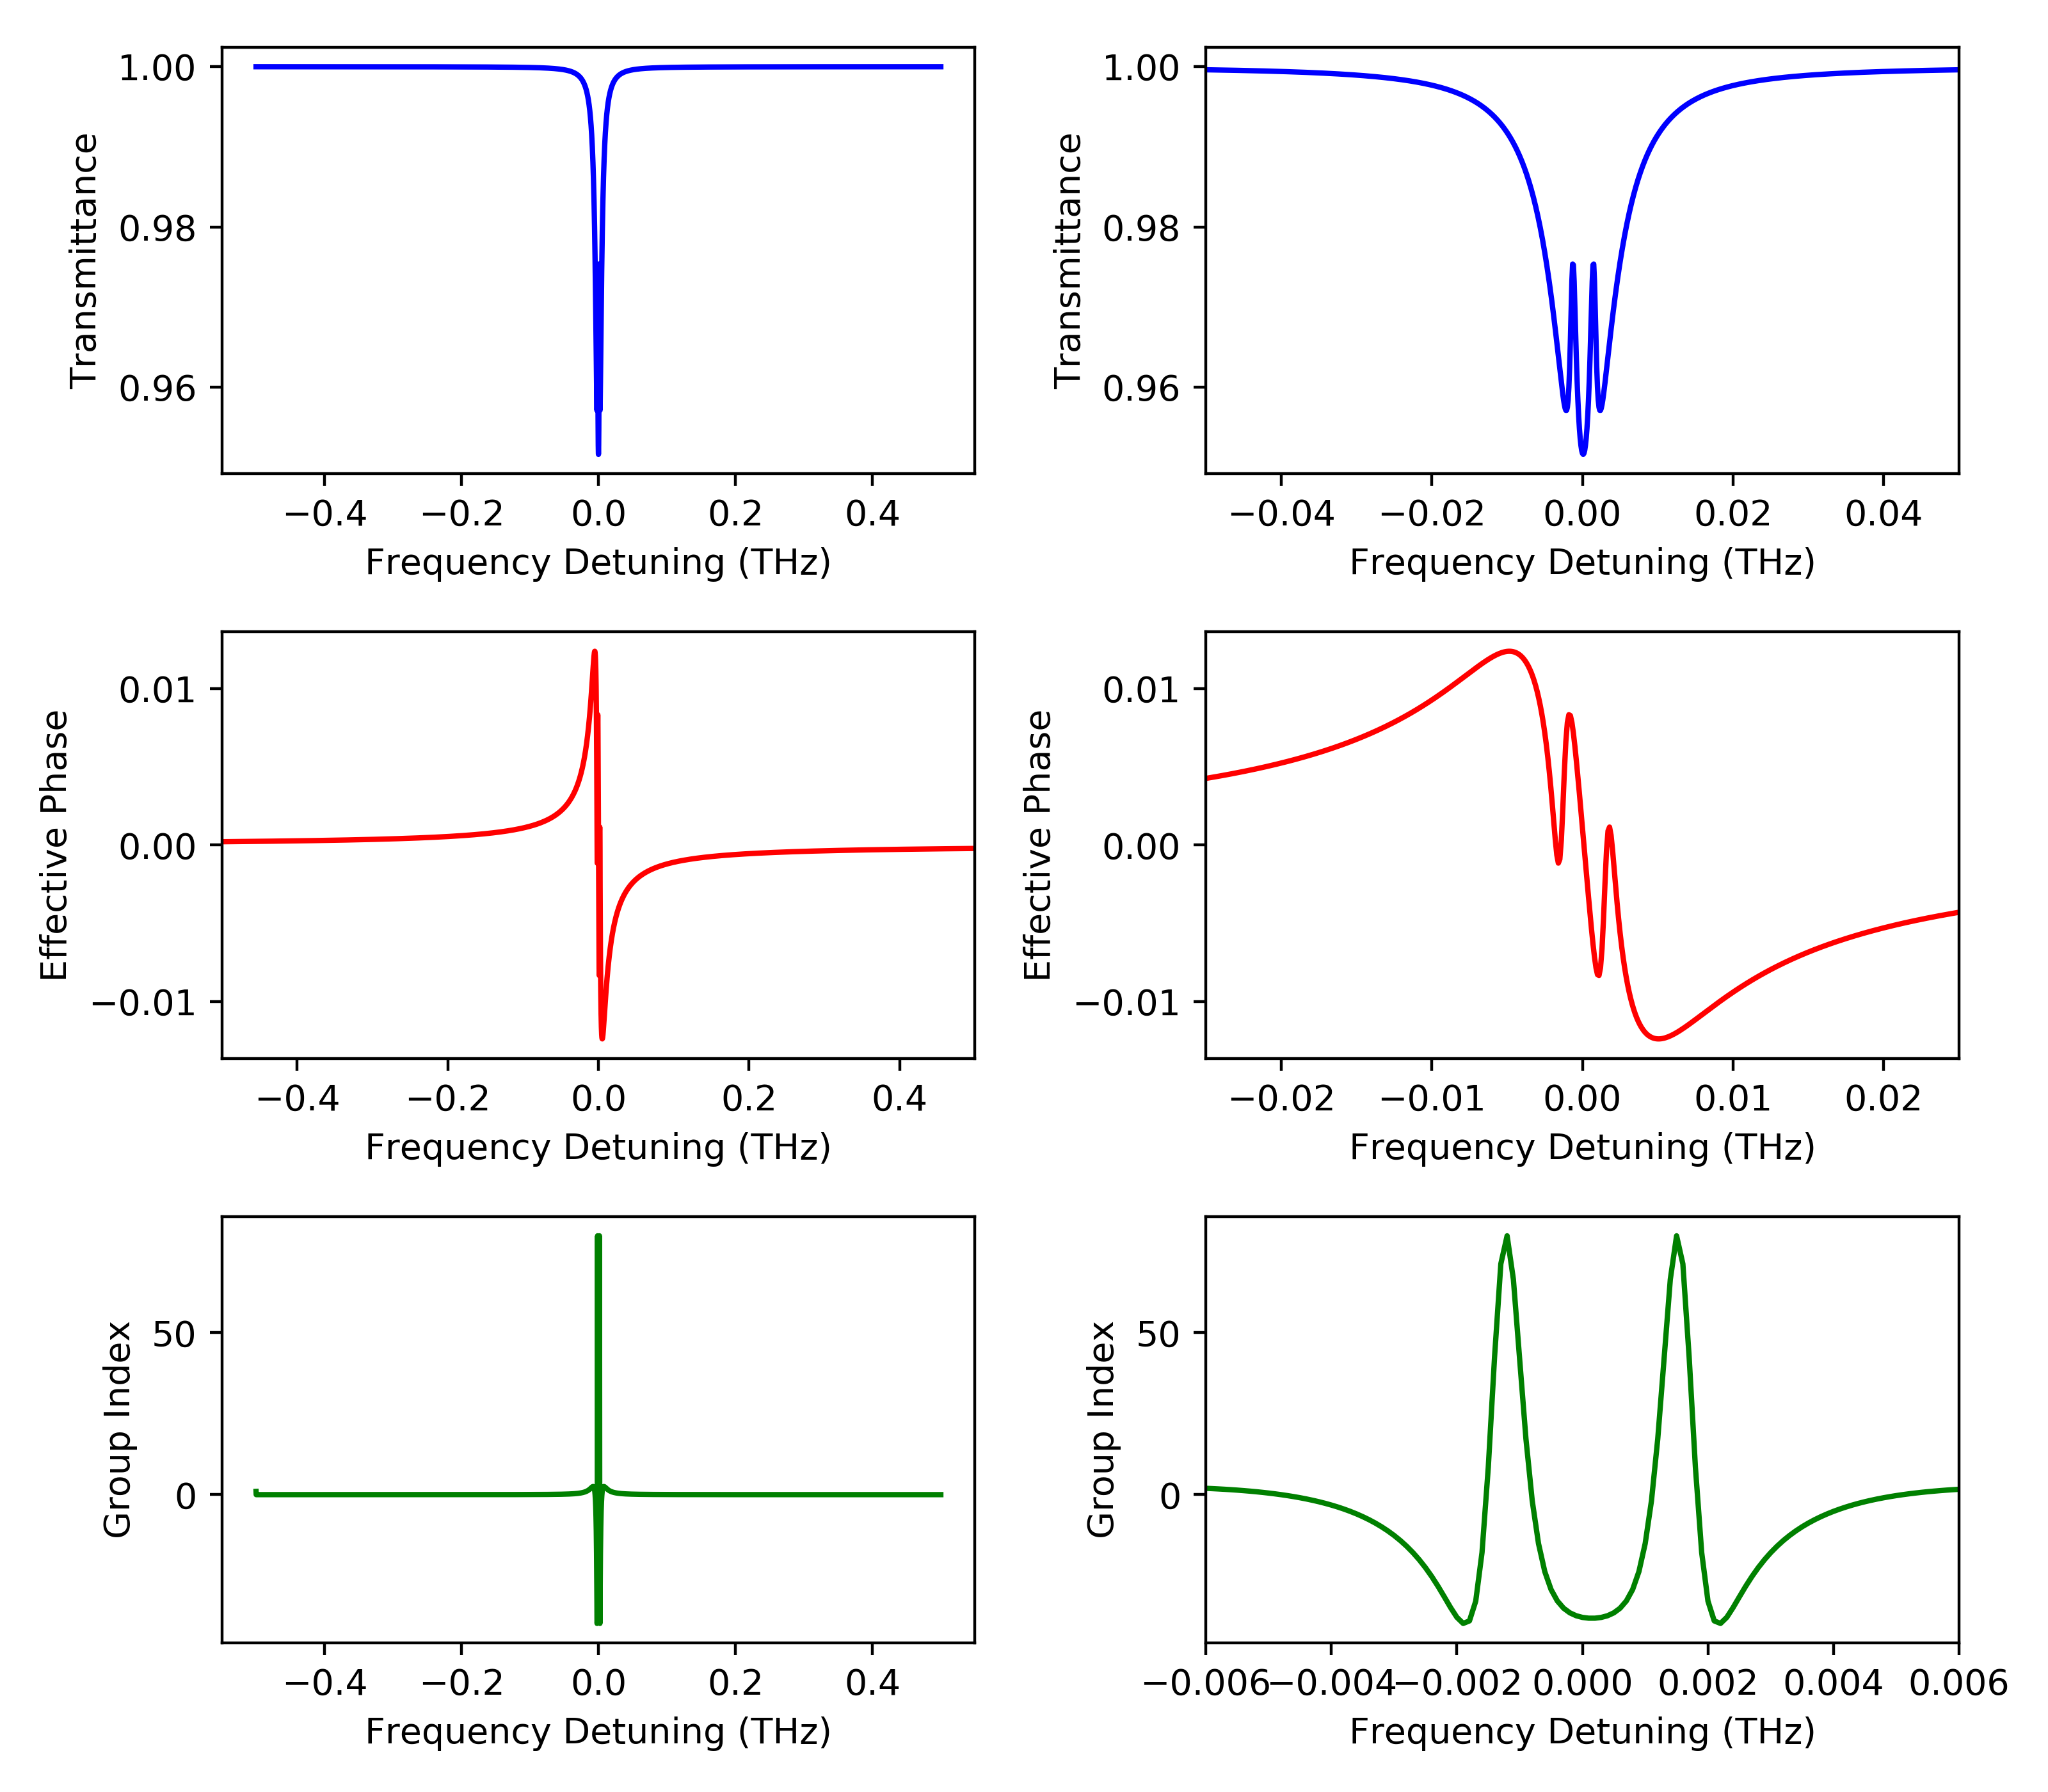 Transmittance
1.00
0.98
0.96
−0.4 −0.2 0.0 0.2 0.4
Frequency Detuning (THz)
Transmittance
1.00
0.98
0.96
−0.04 −0.02 0.00 0.02 0.04
Frequency Detuning (THz)
Effective Phase
0.01
0.00
−0.01
−0.4 −0.2 0.0 0.2 0.4
Frequency Detuning (THz)
Effective Phase
0.01
0.00
−0.01
−0.02 −0.01 0.00 0.01 0.02
Frequency Detuning (THz)
Group Index
50
0
−0.4 −0.2 0.0 0.2 0.4
Frequency Detuning (THz)
Group Index
50
0
−0.006 −0.004 −0.002 0.000 0.002 0.004 0.006
Frequency Detuning (THz)